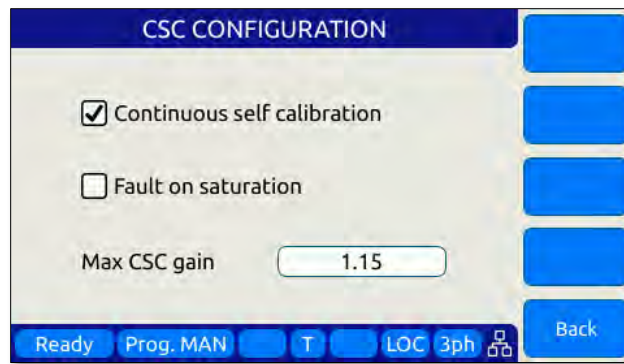 CSC CONFIGURATION
Continuous self calibration
Fault on saturation
Max CSC gain 1.15
Back
Ready Prog. MAN T LOC 3ph